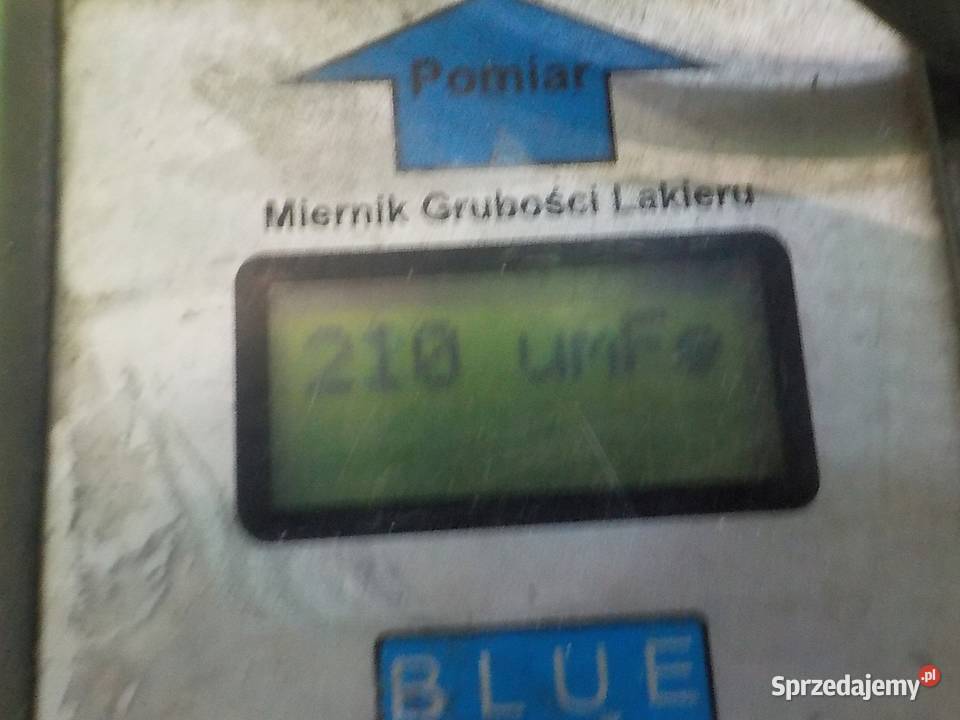 Pomiar
Miernik Grubości Lakieru
210 umFe
BLUE
Sprzedajemy.pl